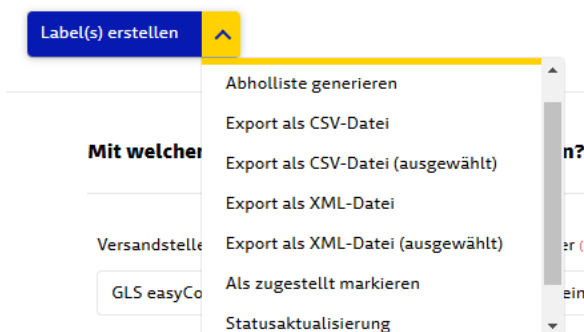 Label(s) erstellen
Abholliste generieren
Export als CSV-Datei
Mit welcher
n?
Export als CSV-Datei (ausgewählt)
Export als XML-Datei
Versandstelle
Export als XML-Datei (ausgewählt)
er (
GLS easyCo
Als zugestellt markieren
ein
Statusaktualisierung